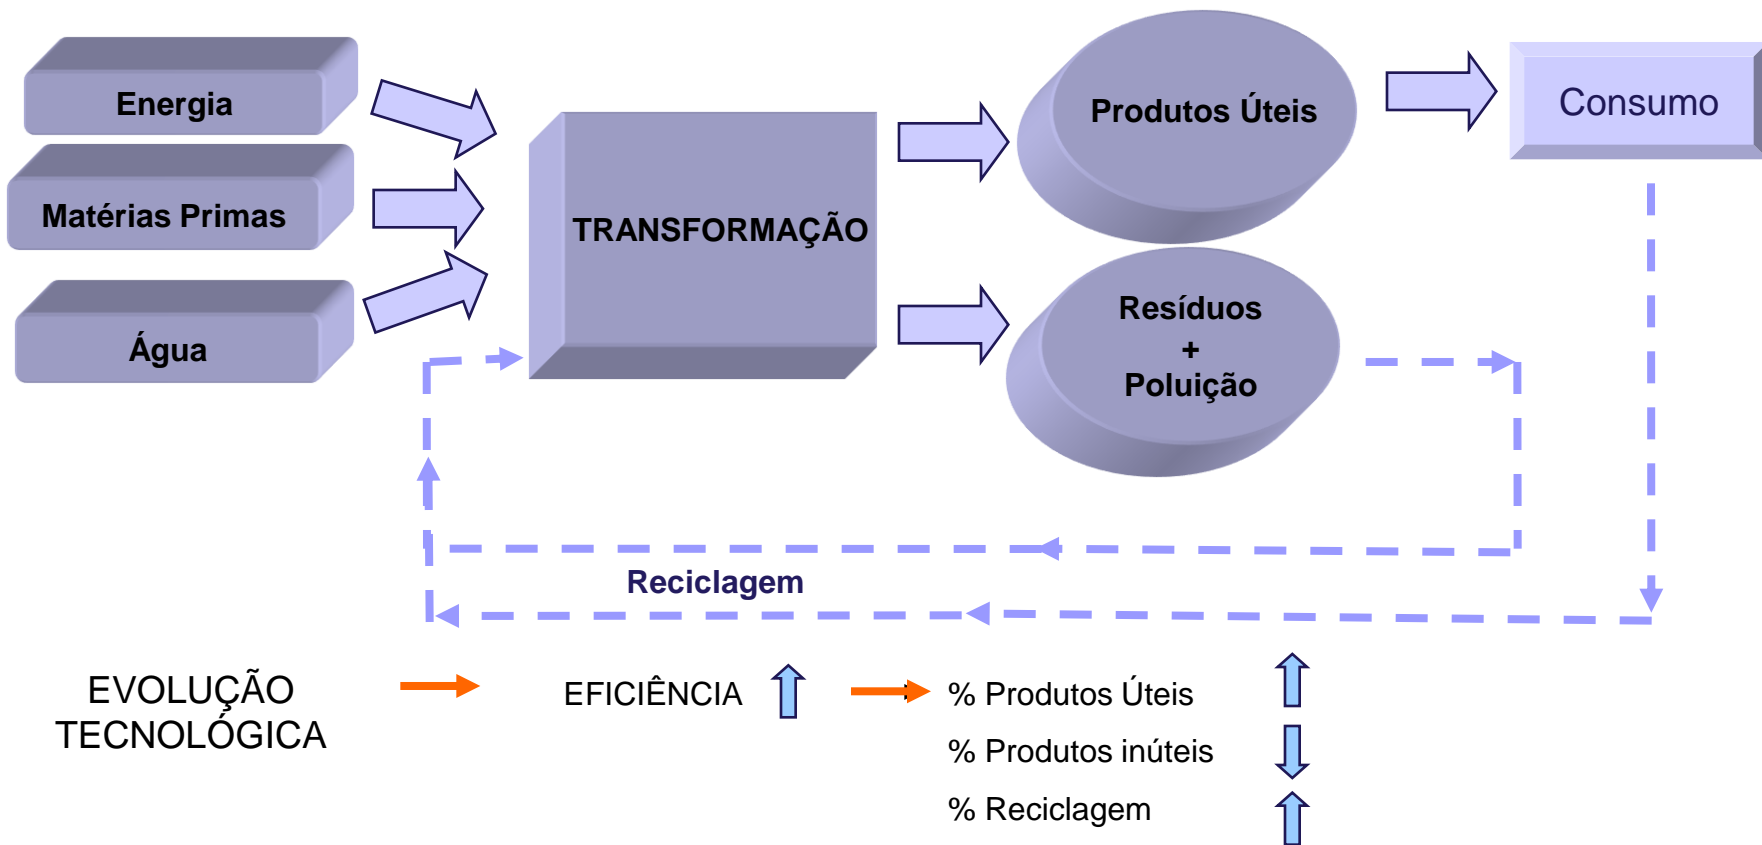 Energia
Matérias Primas
Água
TRANSFORMAÇÃO
Produtos Úteis
Consumo
Resíduos
+
Poluição
Reciclagem
EVOLUÇÃO
TECNOLÓGICA
EFICIÊNCIA
% Produtos Úteis
% Produtos inúteis
% Reciclagem